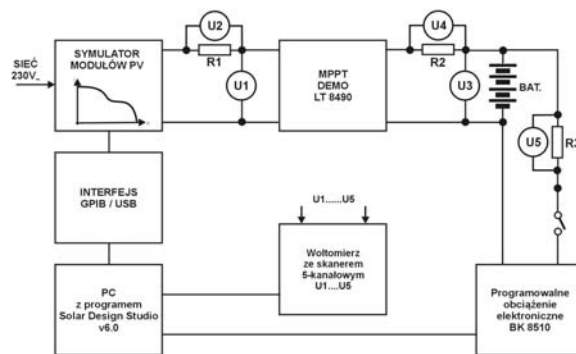 SIEĆ
230V~
SYMULATOR
MODUŁÓW PV
U2
R1
U1
MPPT
DEMO
LT 8490
U4
R2
U3
BAT.
U5
R3
INTERFEJS
GPIB / USB
U1......U5
Woltomierz
ze skanerem
5-kanałowym
U1....U5
PC
z programem
Solar Design Studio
v6.0
Programowalne
obciążenie
elektroniczne
BK 8510